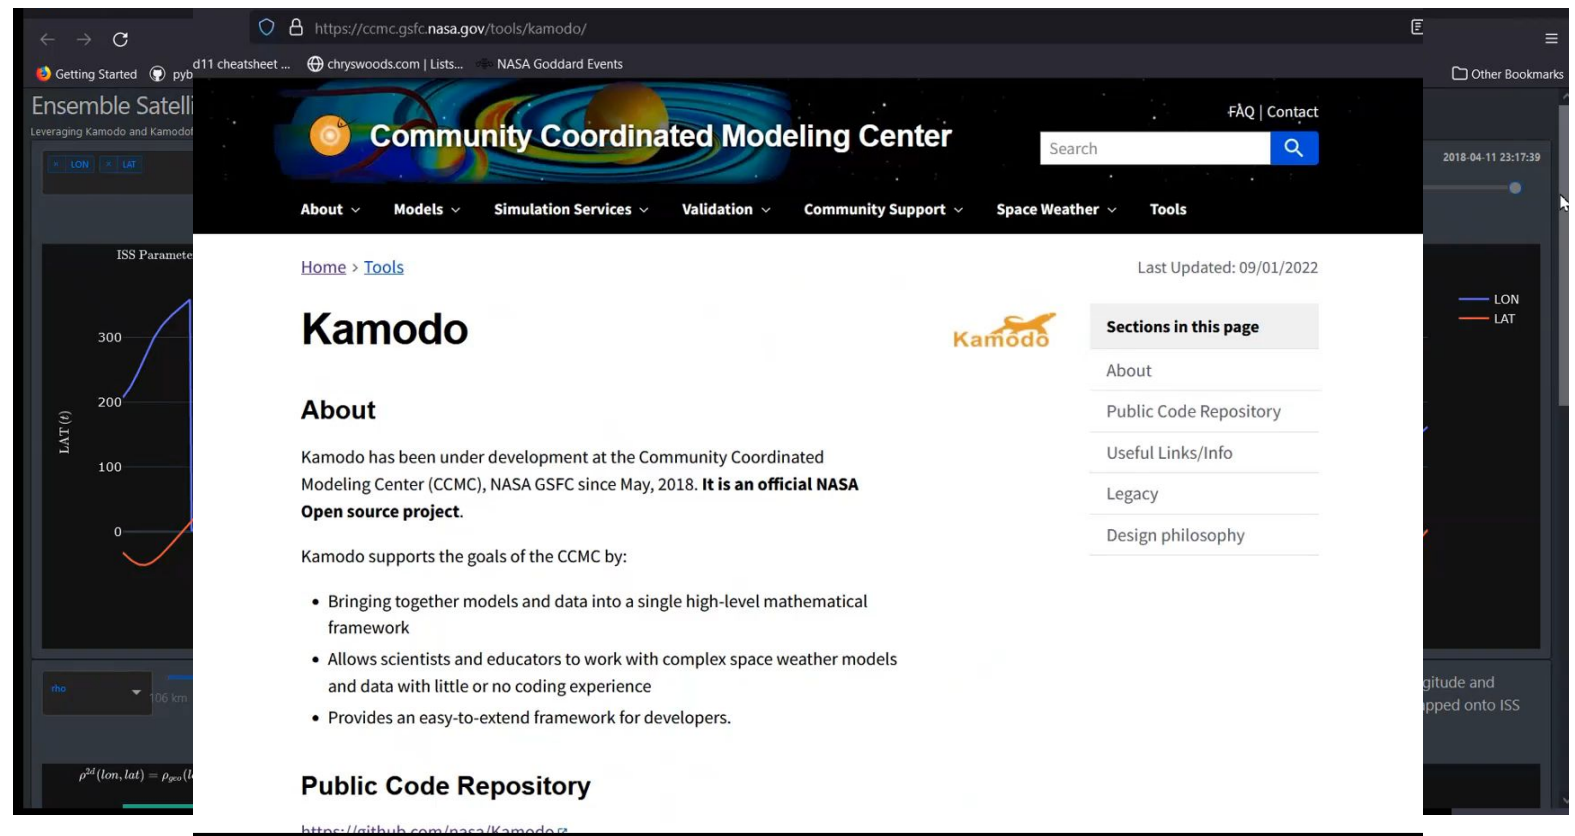 https://ccmc.gsfc.nasa.gov/tools/kamodo/
Getting Started pyb
d11 cheatsheet ... chryswoods.com | Lists... NASA Goddard Events
Other Bookmarks
Ensemble Satelli
Leveraging Kamodo and Kamodof
× LON × LAT
2018-04-11 23:17:39
ISS Paramete
300
200
100
0
LAT (t)
LON
LAT
rho
106 km
gitude and
pped onto ISS
ρ²ᵈ(lon, lat) = ρgeo(l
Community Coordinated Modeling Center
FAQ | Contact
Search
About Models Simulation Services Validation Community Support Space Weather Tools
Home > Tools
Last Updated: 09/01/2022
Kamodo
Kamodo
Sections in this page
About
Public Code Repository
Useful Links/Info
Legacy
Design philosophy
About
Kamodo has been under development at the Community Coordinated
Modeling Center (CCMC), NASA GSFC since May, 2018. It is an official NASA
Open source project.
Kamodo supports the goals of the CCMC by:
• Bringing together models and data into a single high-level mathematical
framework
• Allows scientists and educators to work with complex space weather models
and data with little or no coding experience
• Provides an easy-to-extend framework for developers.
Public Code Repository
https://github.com/nasa/Kamodo